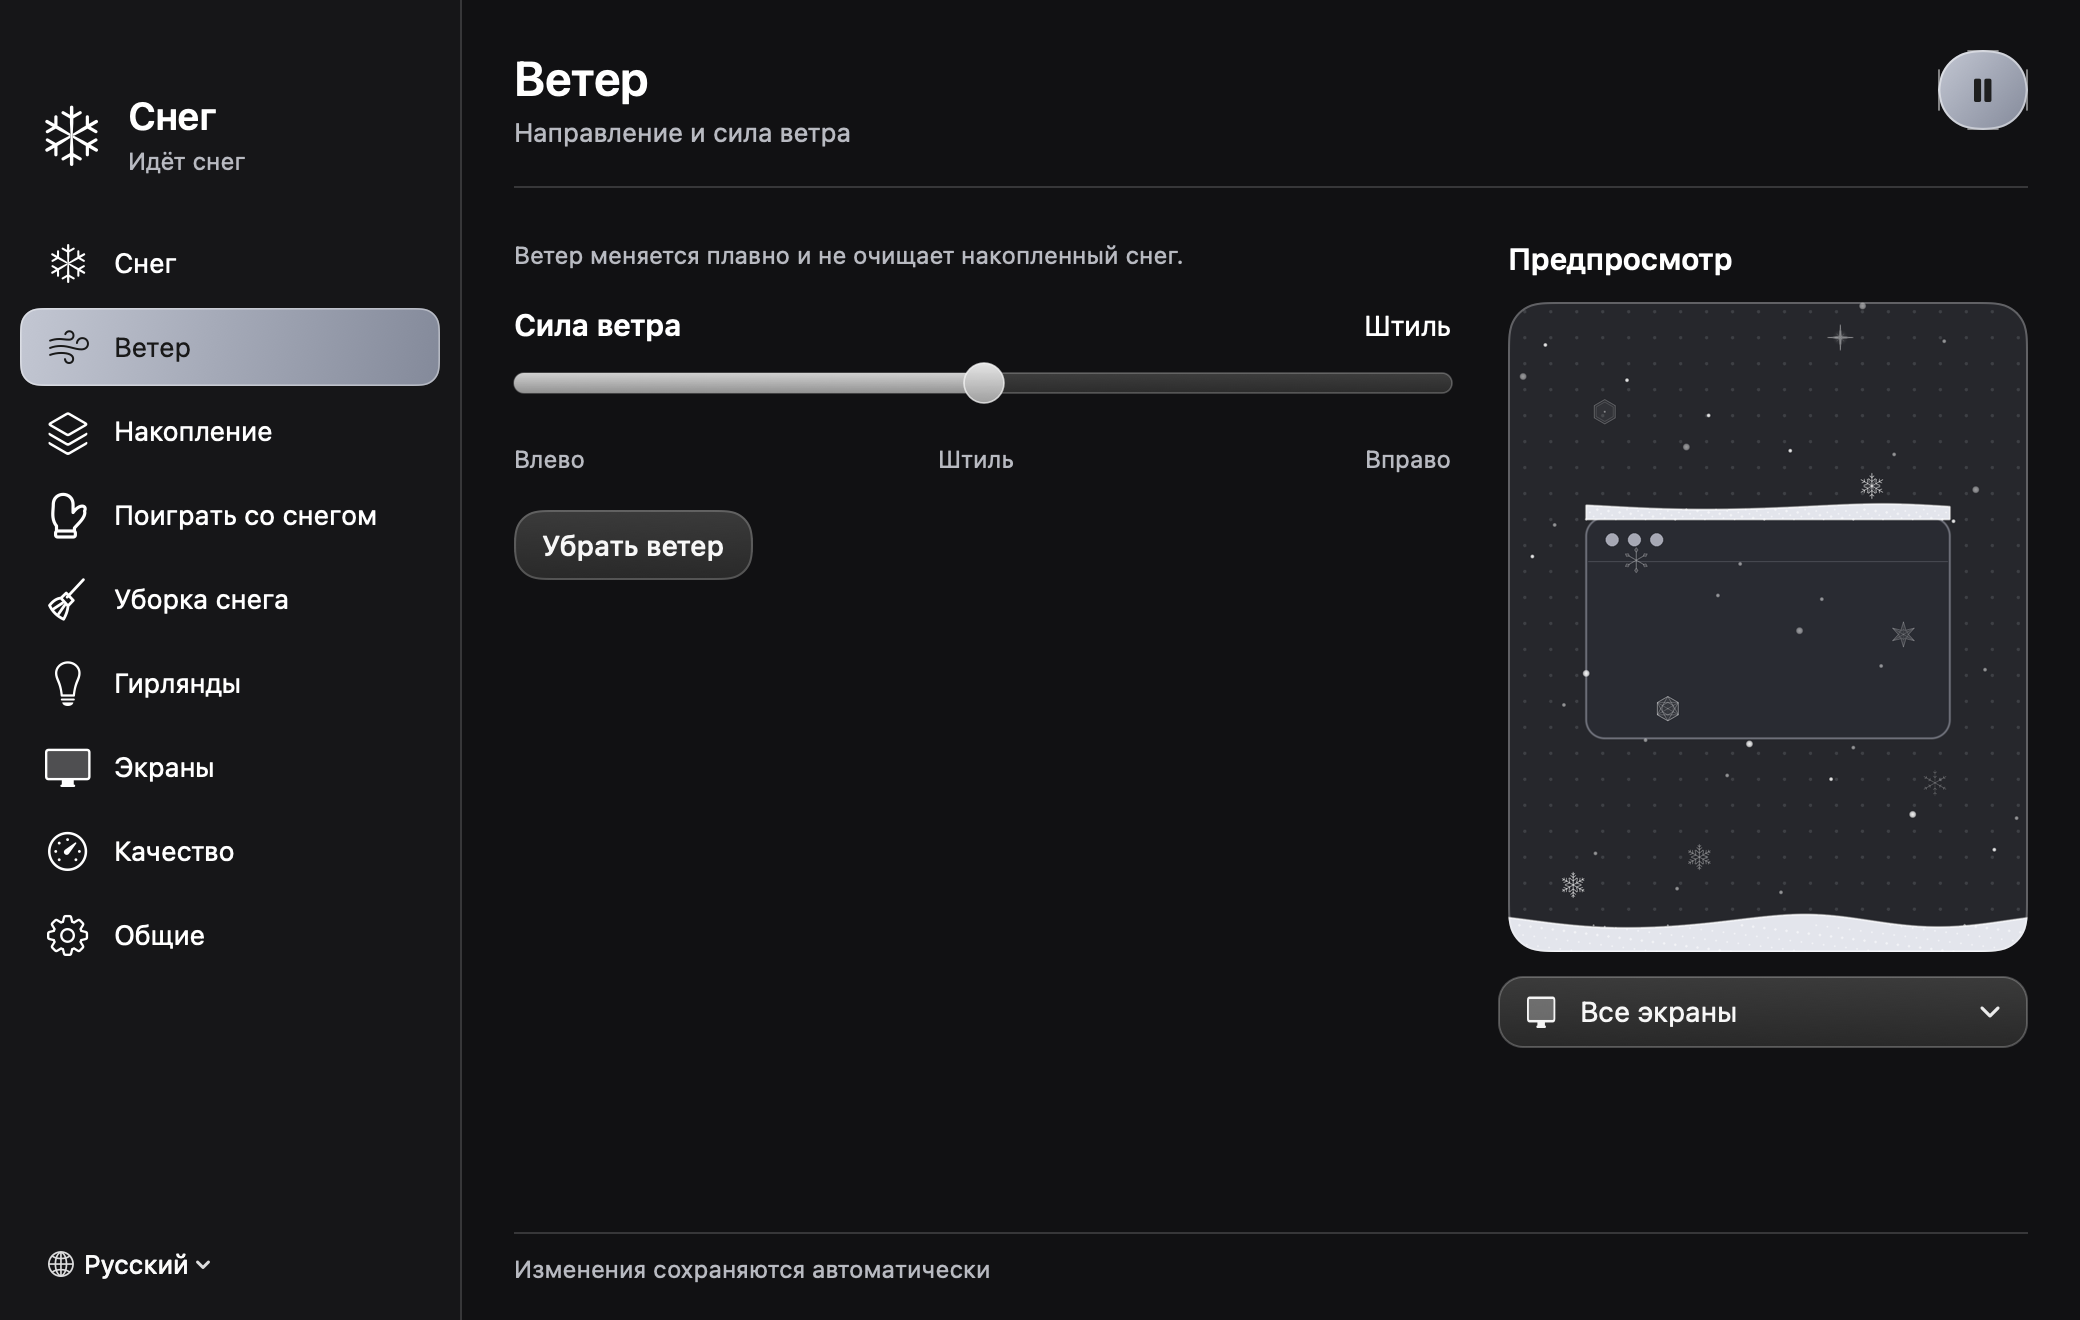 Снег
Идёт снег
Снег
Ветер
Накопление
Поиграть со снегом
Уборка снега
Гирлянды
Экраны
Качество
Общие
Русский
Ветер
Направление и сила ветра
Ветер меняется плавно и не очищает накопленный снег.
Сила ветра
Штиль
Влево
Штиль
Вправо
Убрать ветер
Предпросмотр
Все экраны
Изменения сохраняются автоматически